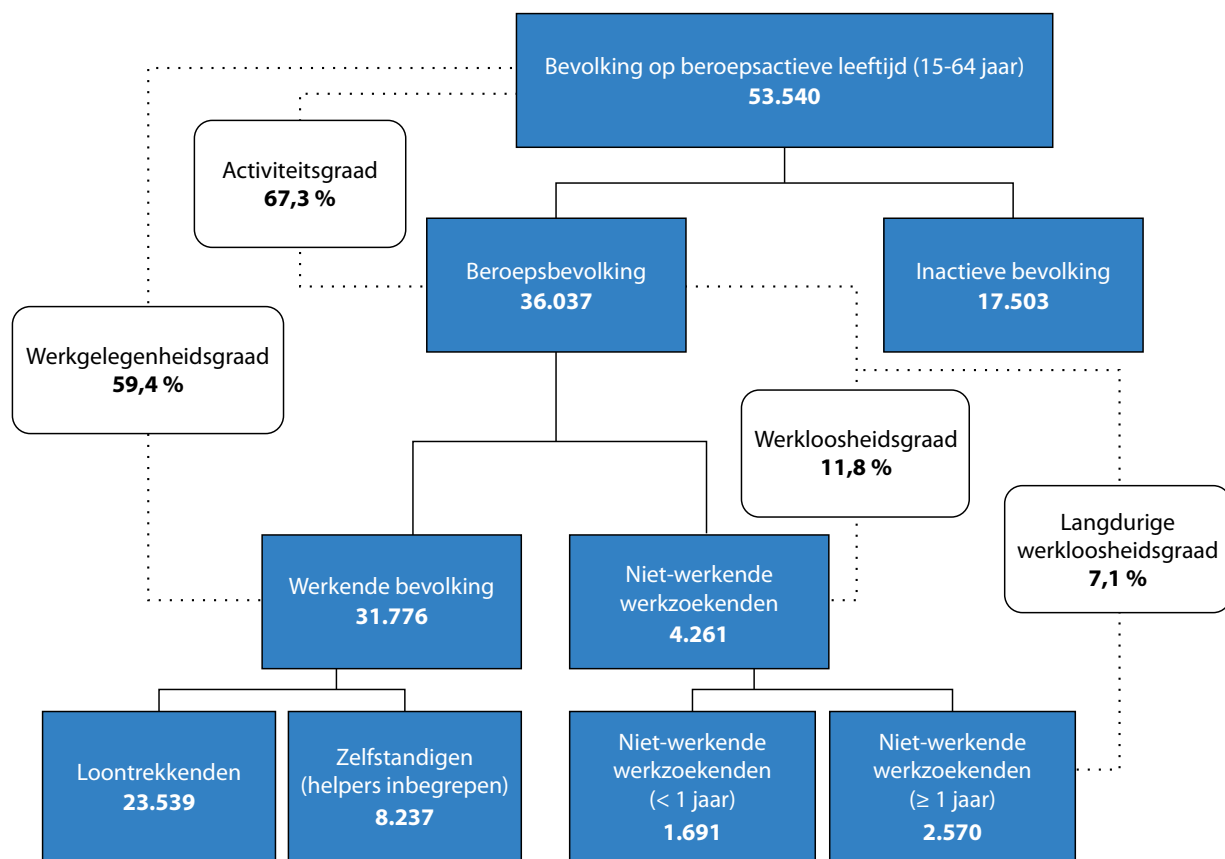 Bevolking op beroepsactieve leeftijd (15-64 jaar)
53.540
Activiteitsgraad
67,3 %
Beroepsbevolking
36.037
Inactieve bevolking
17.503
Werkgelegenheidsgraad
59,4 %
Werkloosheidsgraad
11,8 %
Langdurige
werkloosheidsgraad
7,1 %
Werkende bevolking
31.776
Niet-werkende
werkzoekenden
4.261
Loontrekkenden
23.539
Zelfstandigen
(helpers inbegrepen)
8.237
Niet-werkende
werkzoekenden
(< 1 jaar)
1.691
Niet-werkende
werkzoekenden
(≥ 1 jaar)
2.570